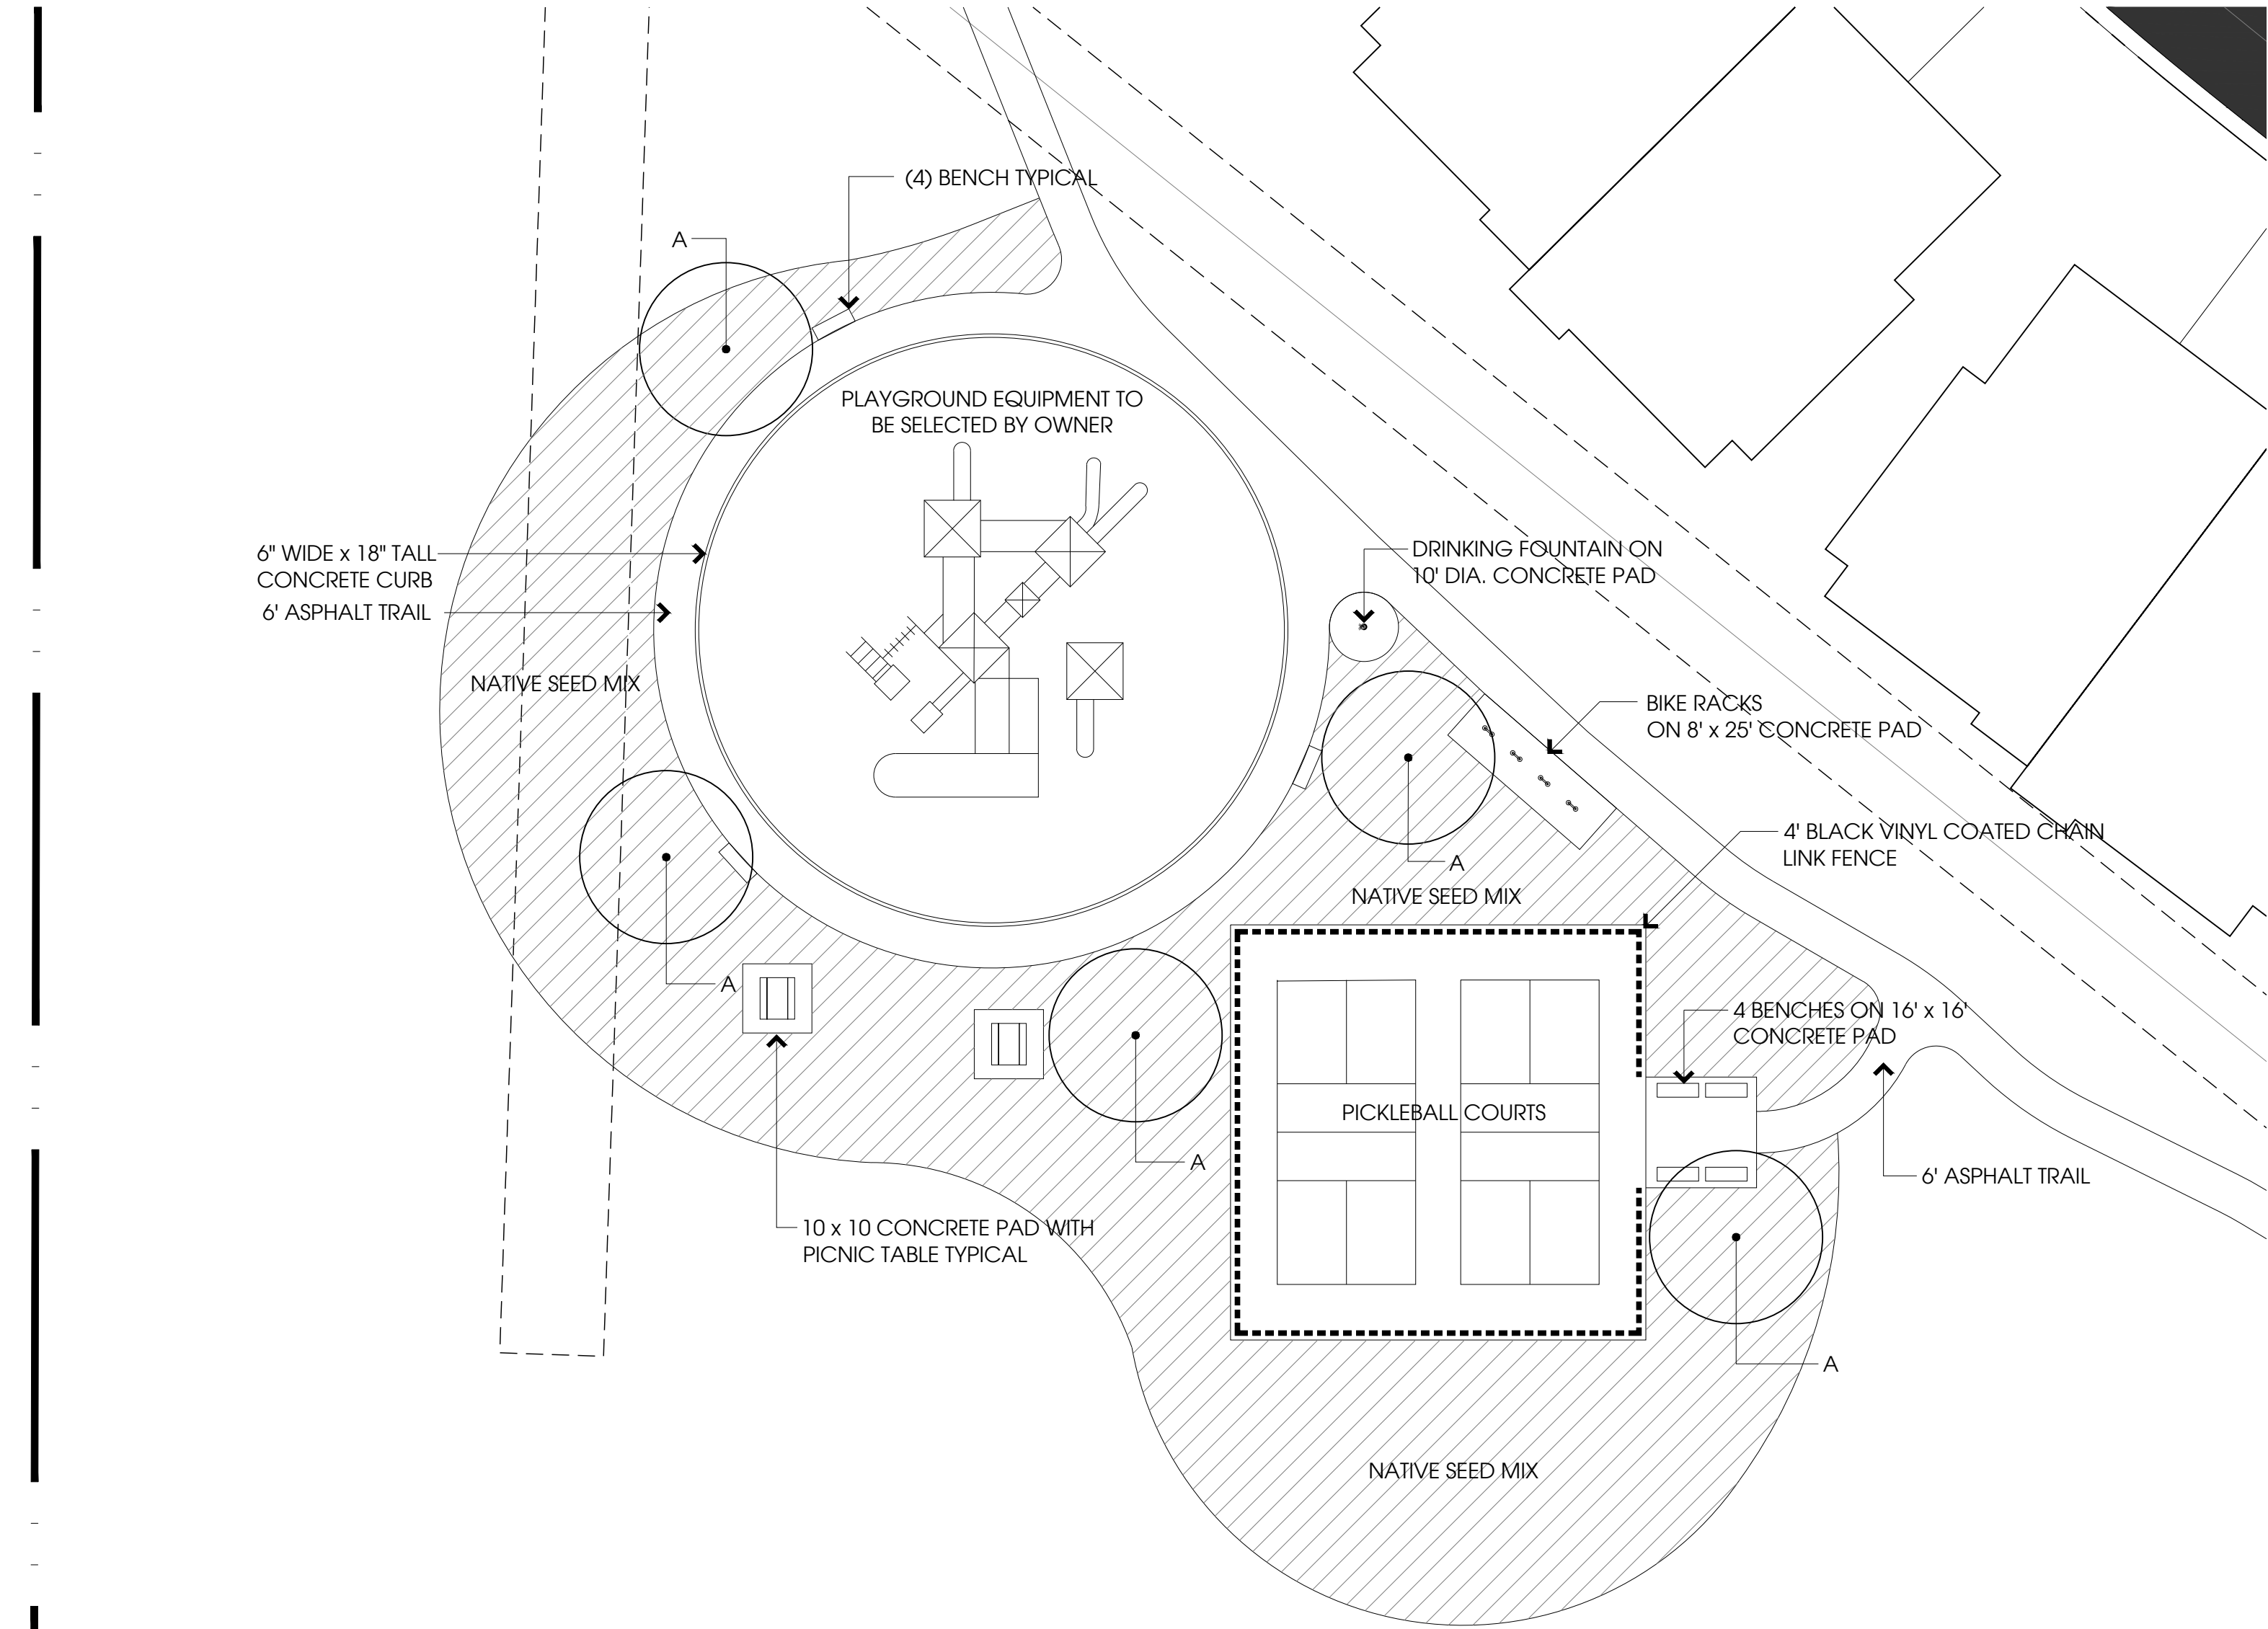 (4) BENCH TYPICAL
A
PLAYGROUND EQUIPMENT TO
BE SELECTED BY OWNER
6" WIDE x 18" TALL
CONCRETE CURB
6' ASPHALT TRAIL
DRINKING FOUNTAIN ON
10' DIA. CONCRETE PAD
NATIVE SEED MIX
BIKE RACKS
ON 8' x 25' CONCRETE PAD
4' BLACK VINYL COATED CHAIN
LINK FENCE
A
NATIVE SEED MIX
A
4 BENCHES ON 16' x 16'
CONCRETE PAD
PICKLEBALL COURTS
A
6' ASPHALT TRAIL
10 x 10 CONCRETE PAD WITH
PICNIC TABLE TYPICAL
A
NATIVE SEED MIX